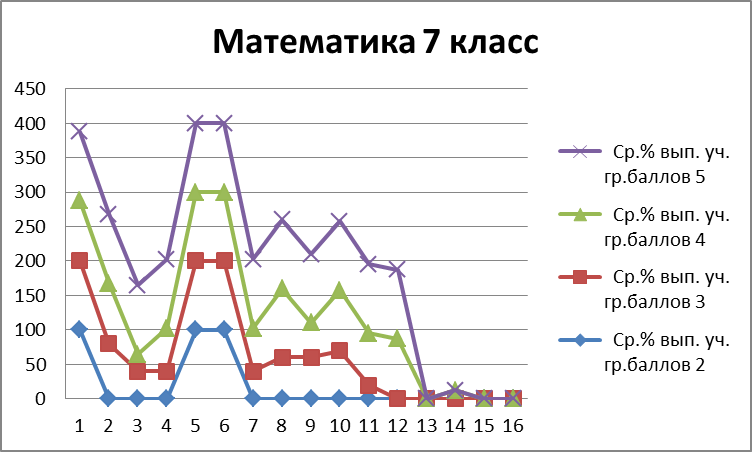 Математика 7 класс
450
400
350
300
250
200
150
100
50
0
1 2 3 4 5 6 7 8 9 10 11 12 13 14 15 16
Ср.% вып. уч.
гр.баллов 5
Ср.% вып. уч.
гр.баллов 4
Ср.% вып. уч.
гр.баллов 3
Ср.% вып. уч.
гр.баллов 2